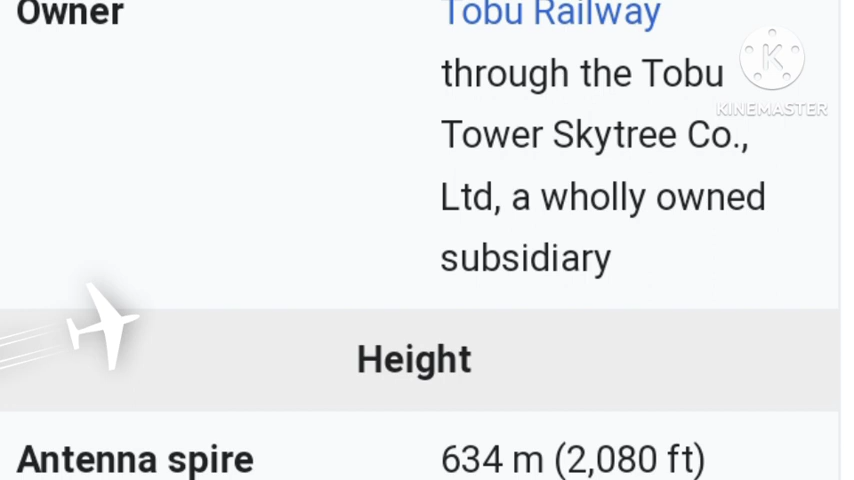 Owner
Tobu Railway
through the Tobu
Tower Skytree Co.,
Ltd, a wholly owned
subsidiary
K
KINEMASTER
Height
Antenna spire
634 m (2,080 ft)